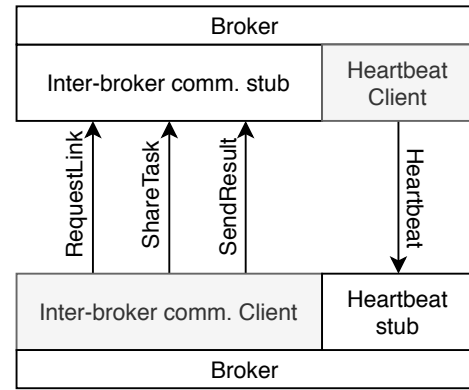 Broker
Inter-broker comm. stub
Heartbeat
Client
RequestLink
ShareTask
SendResult
Heartbeat
Inter-broker comm. Client
Heartbeat
stub
Broker